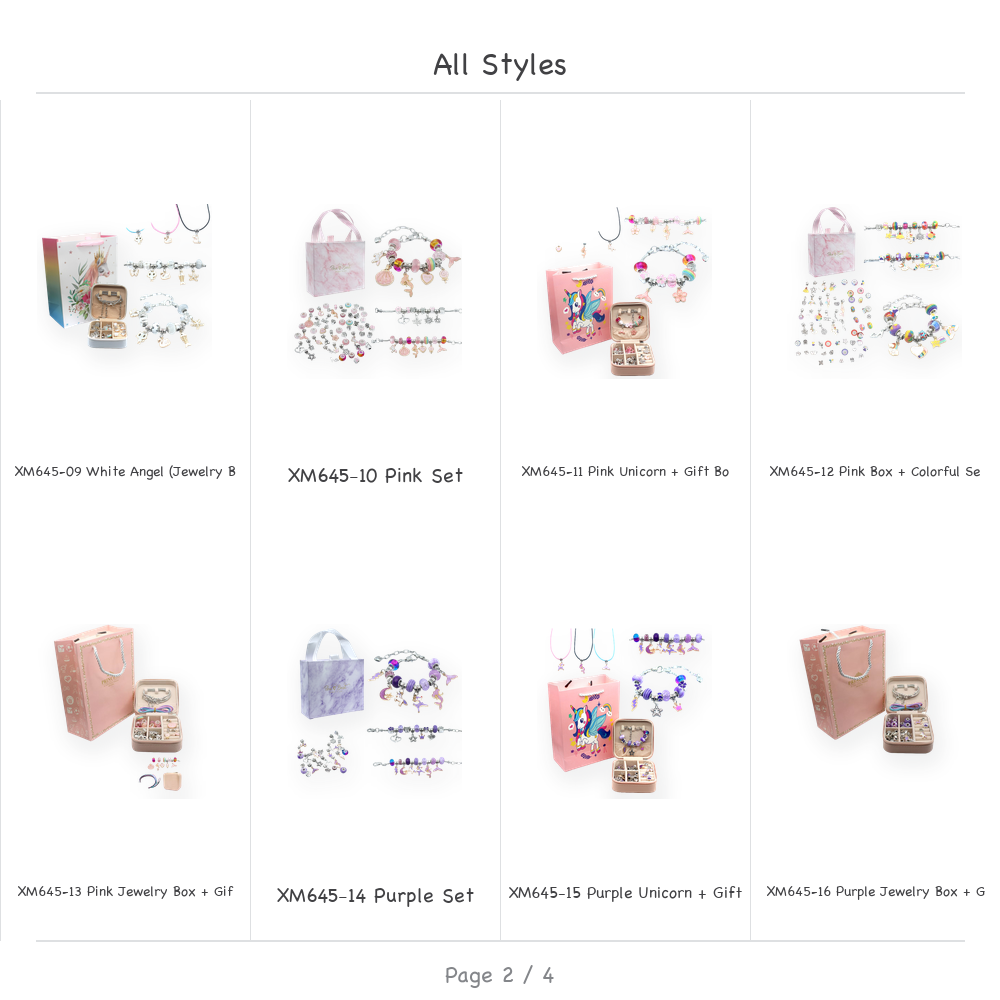 All Styles
XM645-09 White Angel (Jewelry B
XM645-10 Pink Set
XM645-11 Pink Unicorn + Gift Bo
XM645-12 Pink Box + Colorful Se
XM645-13 Pink Jewelry Box + Gif
XM645-14 Purple Set
XM645-15 Purple Unicorn + Gift
XM645-16 Purple Jewelry Box + G
Page 2 / 4